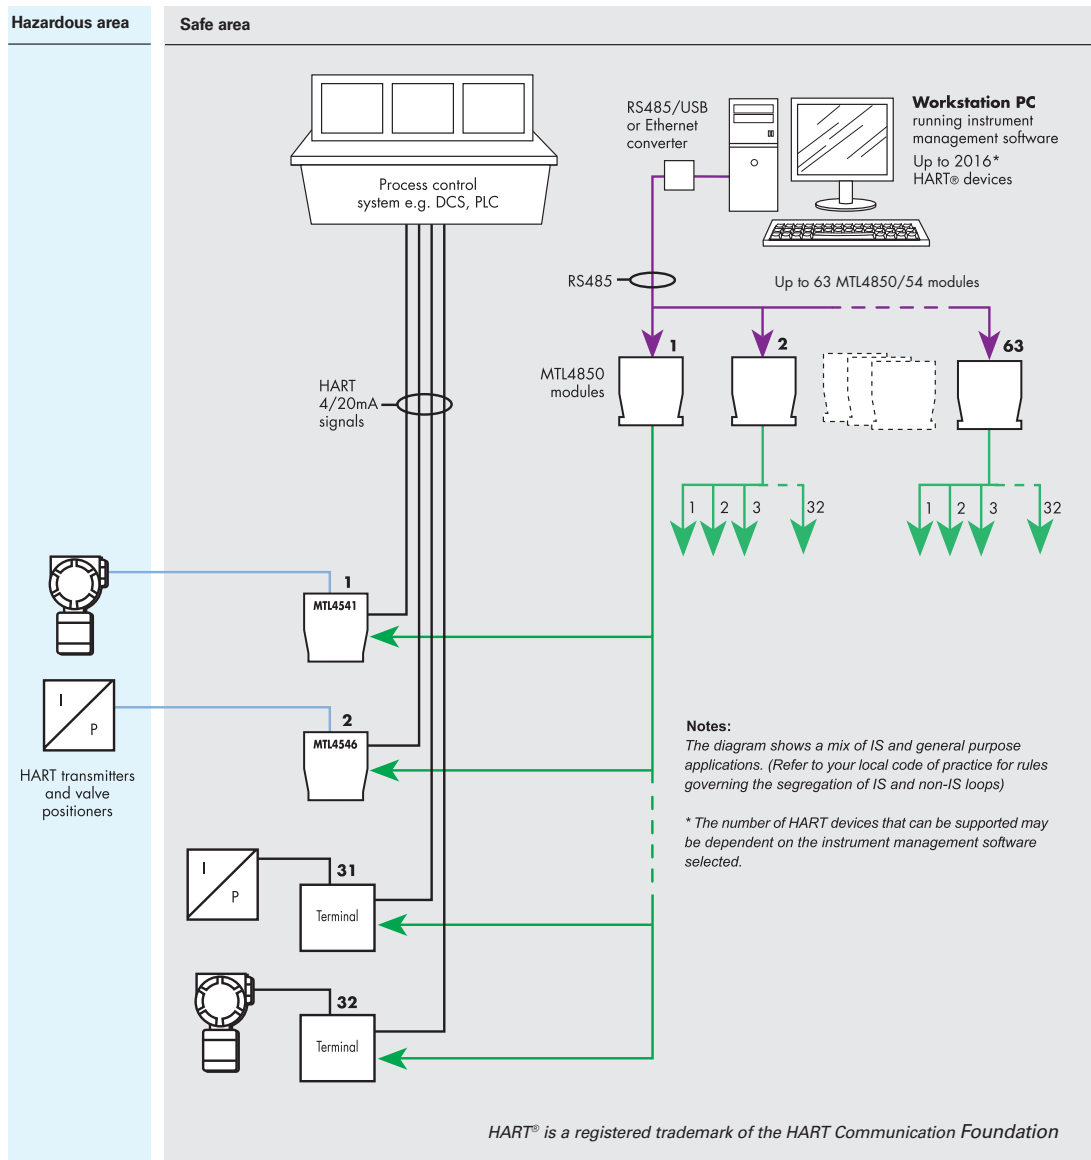 Hazardous area
Safe area
Process control
system e.g. DCS, PLC
RS485/USB
or Ethernet
converter
Workstation PC
running instrument
management software
Up to 2016*
HART® devices
RS485
Up to 63 MTL4850/54 modules
1
2
63
MTL4850
modules
HART
4/20mA
signals
1
2
3
32
1
2
3
32
1
MTL4541
I
P
2
MTL4546
HART transmitters
and valve
positioners
Notes:
The diagram shows a mix of IS and general purpose
applications. (Refer to your local code of practice for rules
governing the segregation of IS and non-IS loops)
* The number of HART devices that can be supported may
be dependent on the instrument management software
selected.
I
P
31
Terminal
32
Terminal
HART® is a registered trademark of the HART Communication Foundation